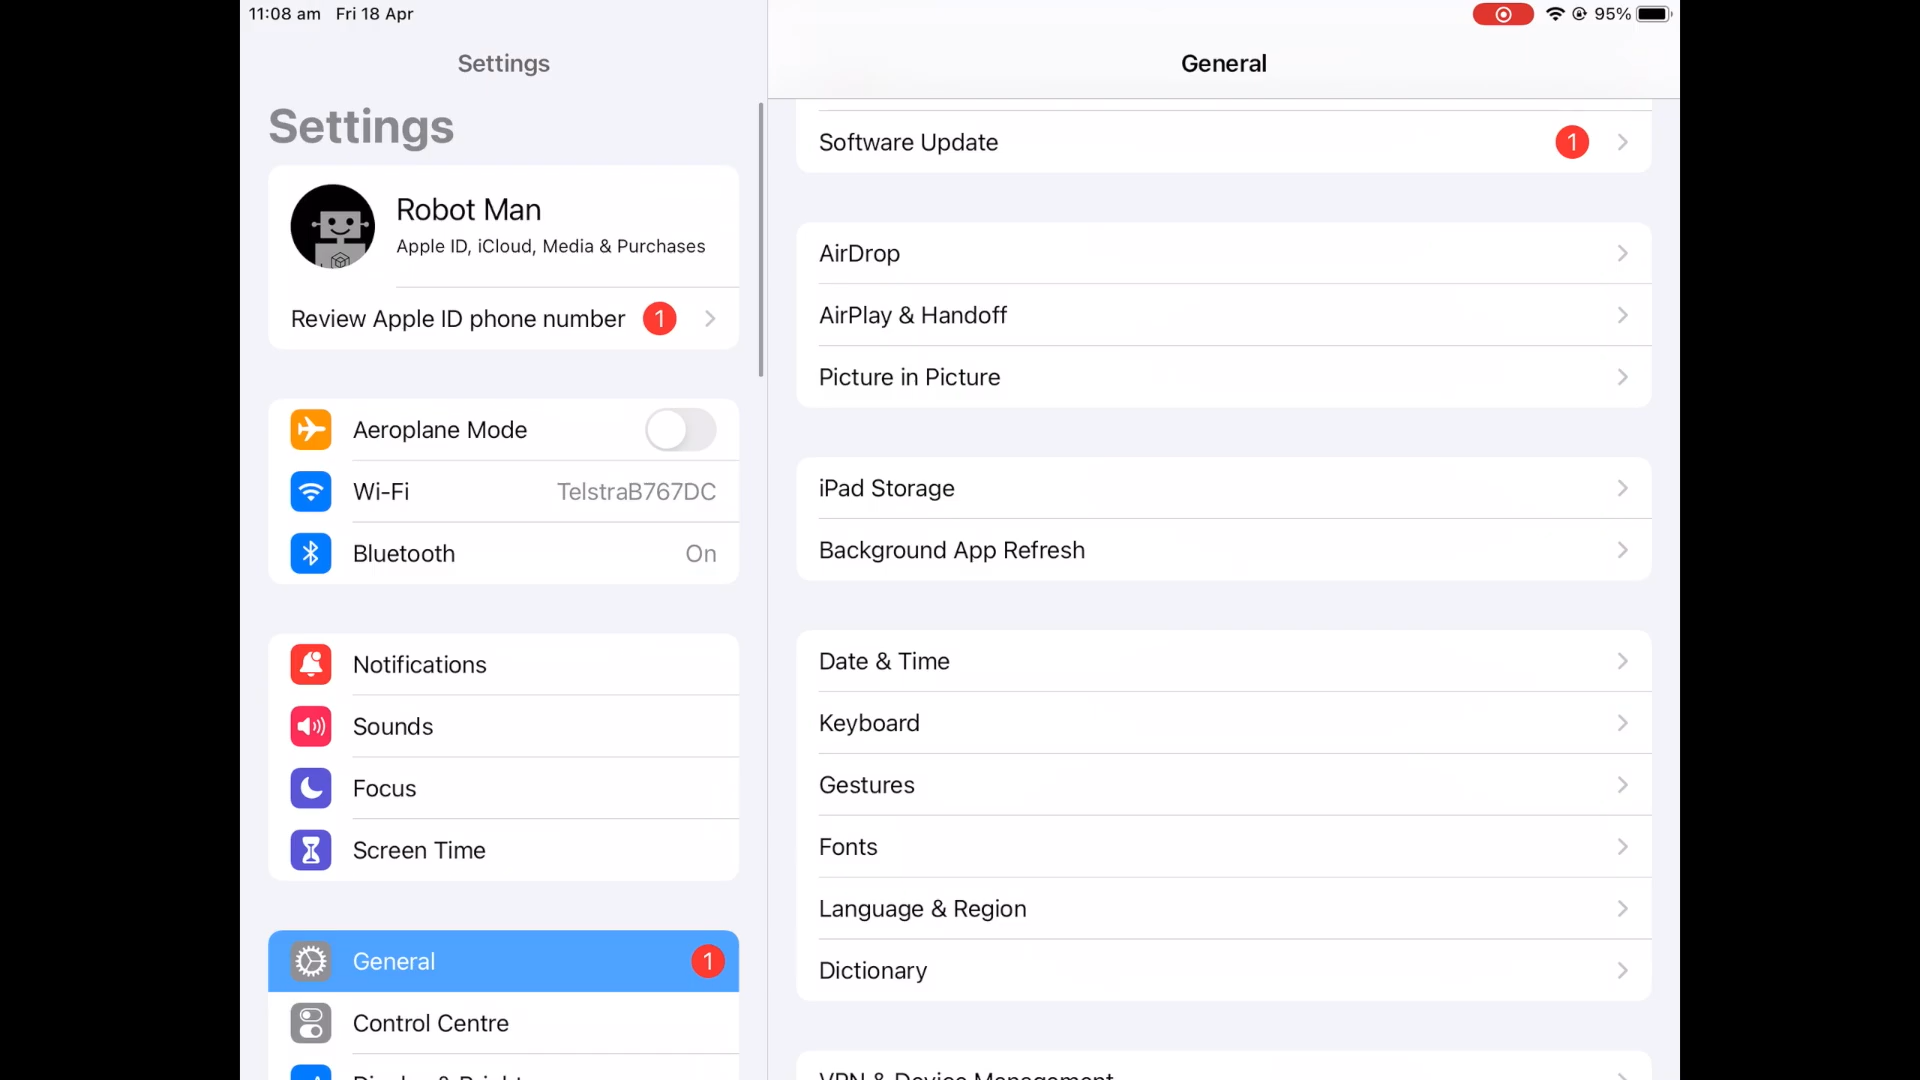 11:08 am Fri 18 Apr
95%
Settings
General
Settings
Robot Man
Apple ID, iCloud, Media & Purchases
Review Apple ID phone number 1
Aeroplane Mode
Wi-Fi TelstraB767DC
Bluetooth On
Notifications
Sounds
Focus
Screen Time
General 1
Control Centre
Software Update 1
AirDrop
AirPlay & Handoff
Picture in Picture
iPad Storage
Background App Refresh
Date & Time
Keyboard
Gestures
Fonts
Language & Region
Dictionary
VPN & Device Management